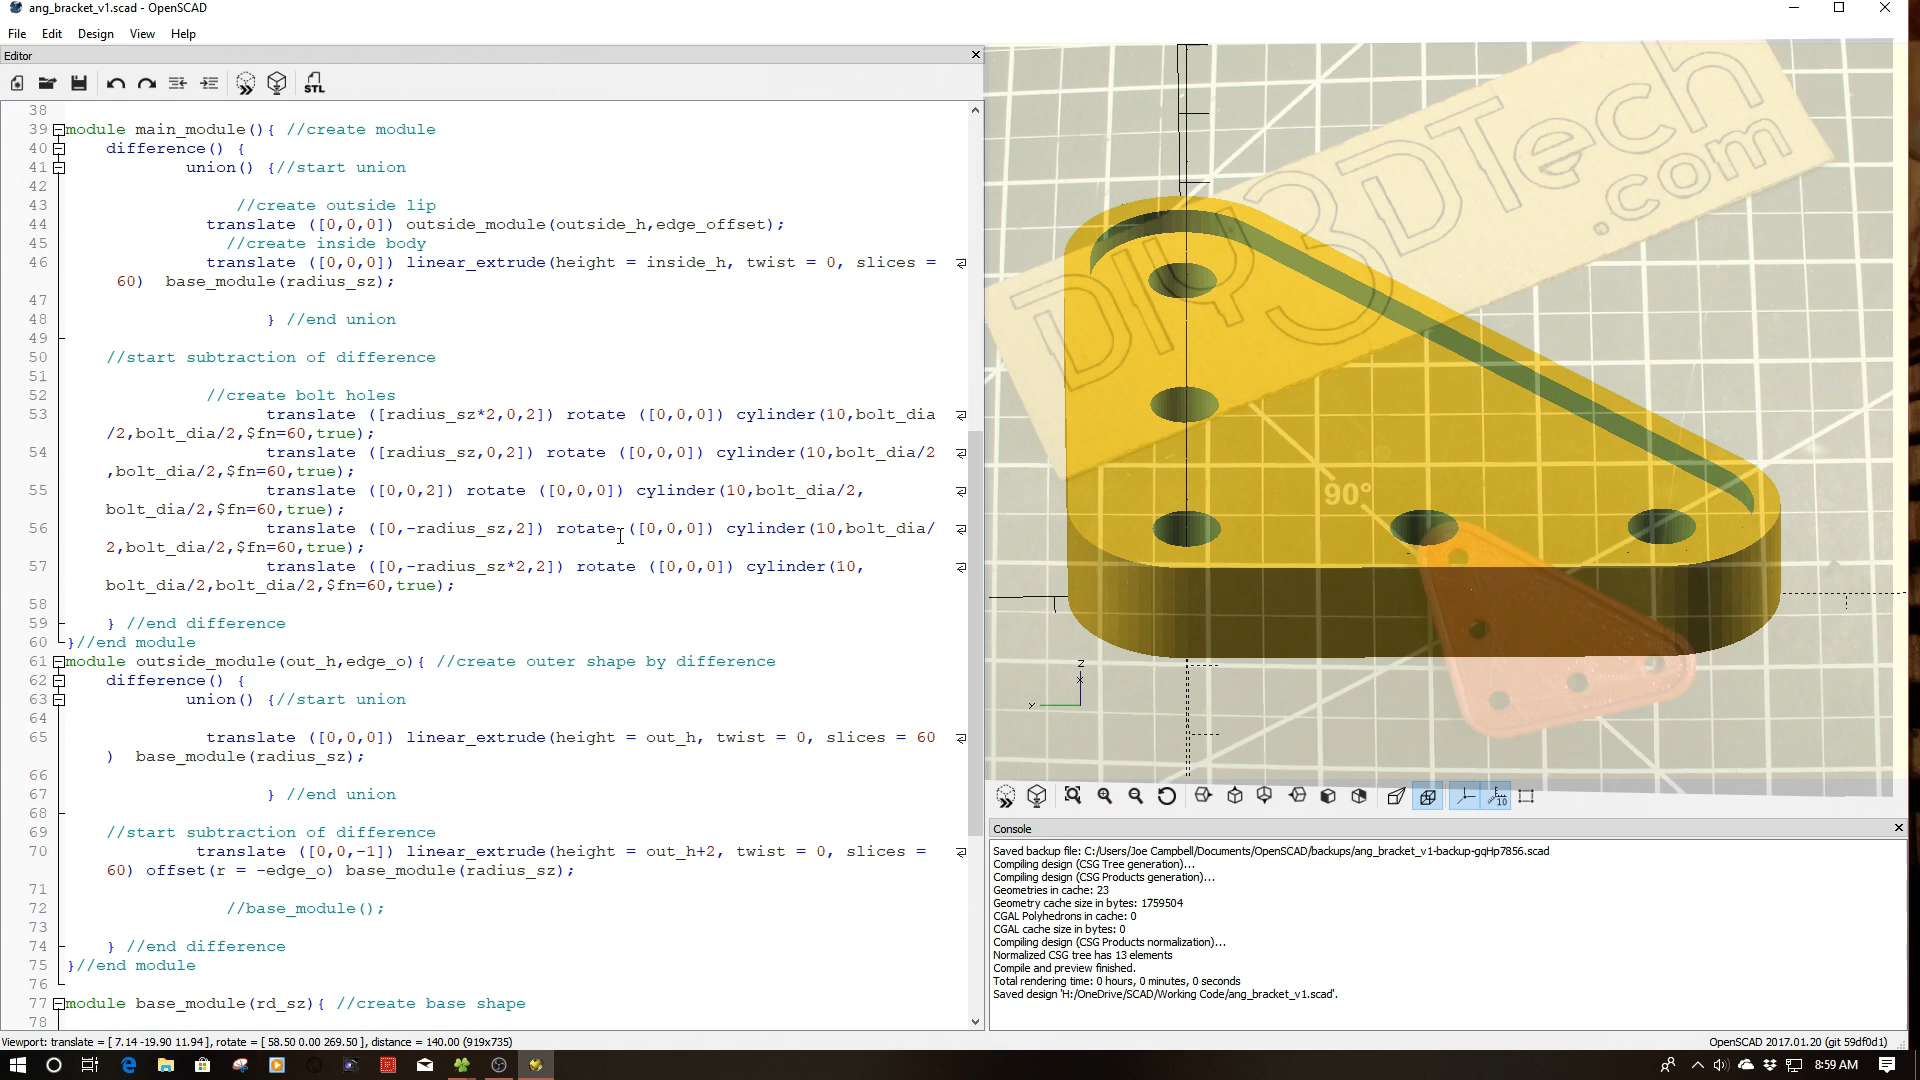 ang_bracket_v1.scad - OpenSCAD
File Edit Design View Help
Editor
STL
38
39 module main_module(){ //create module
40 difference() {
41 union() {//start union
42
43 //create outside lip
44 translate ([0,0,0]) outside_module(outside_h,edge_offset);
45 //create inside body
46 translate ([0,0,0]) linear_extrude(height = inside_h, twist = 0, slices =
60) base_module(radius_sz);
47
48 } //end union
49
50 //start subtraction of difference
51
52 //create bolt holes
53 translate ([radius_sz*2,0,2]) rotate ([0,0,0]) cylinder(10,bolt_dia
/2,bolt_dia/2,$fn=60,true);
54 translate ([radius_sz,0,2]) rotate ([0,0,0]) cylinder(10,bolt_dia/2
,bolt_dia/2,$fn=60,true);
55 translate ([0,0,2]) rotate ([0,0,0]) cylinder(10,bolt_dia/2,
bolt_dia/2,$fn=60,true);
56 translate ([0,-radius_sz,2]) rotate ([0,0,0]) cylinder(10,bolt_dia/
2,bolt_dia/2,$fn=60,true);
57 translate ([0,-radius_sz*2,2]) rotate ([0,0,0]) cylinder(10,
bolt_dia/2,bolt_dia/2,$fn=60,true);
58
59 } //end difference
60 }//end module
61 module outside_module(out_h,edge_o){ //create outer shape by difference
62 difference() {
63 union() {//start union
64
65 translate ([0,0,0]) linear_extrude(height = out_h, twist = 0, slices = 60
) base_module(radius_sz);
66
67 } //end union
68
69 //start subtraction of difference
70 translate ([0,0,-1]) linear_extrude(height = out_h+2, twist = 0, slices =
60) offset(r = -edge_o) base_module(radius_sz);
71
72 //base_module();
73
74 } //end difference
75 }//end module
76
77 module base_module(rd_sz){ //create base shape
78
DIY3DTech
.com
90°
z
x
y
10
Console
Saved backup file: C:/Users/Joe Campbell/Documents/OpenSCAD/backups/ang_bracket_v1-backup-gqHp7856.scad
Compiling design (CSG Tree generation)...
Compiling design (CSG Products generation)...
Geometries in cache: 23
Geometry cache size in bytes: 1759504
CGAL Polyhedrons in cache: 0
CGAL cache size in bytes: 0
Compiling design (CSG Products normalization)...
Normalized CSG tree has 13 elements
Compile and preview finished.
Total rendering time: 0 hours, 0 minutes, 0 seconds
Saved design 'H:/OneDrive/SCAD/Working Code/ang_bracket_v1.scad'.
Viewport: translate = [ 7.14 -19.90 11.94 ], rotate = [ 58.50 0.00 269.50 ], distance = 140.00 (919x735)
OpenSCAD 2017.01.20 (git 59df0d1)
8:59 AM